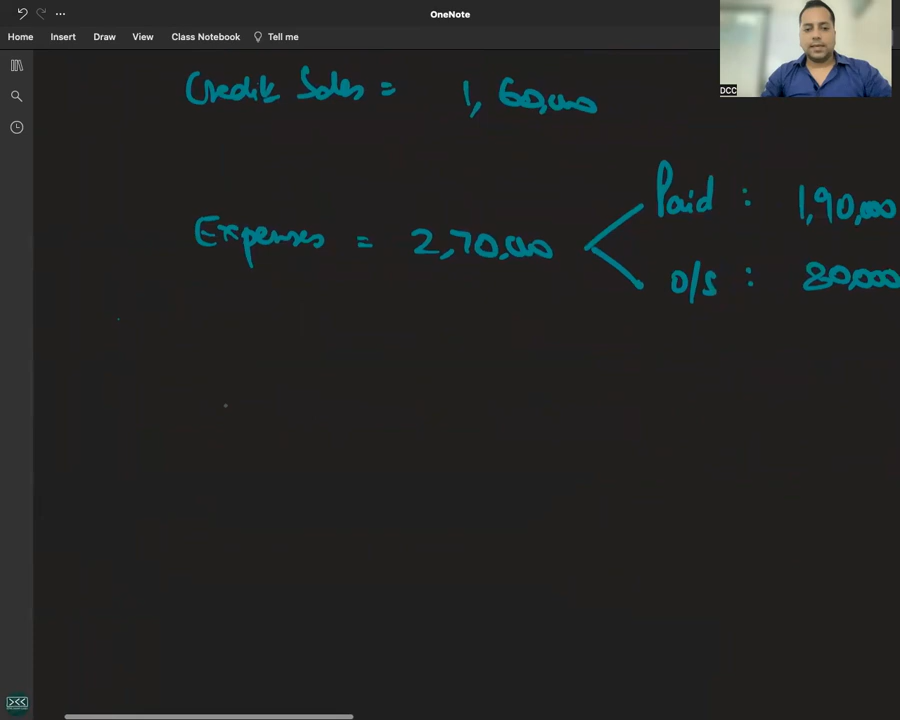 OneNote
Home Insert Draw View Class Notebook Tell me
DCC
Credit Sales = 1,60,000
Paid : 1,90,000
Expenses = 2,70,000
O/S : 80,000
DCC